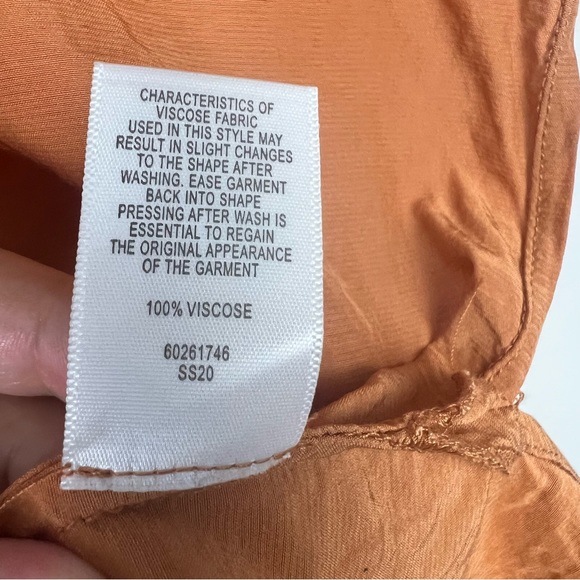 CHARACTERISTICS OF
VISCOSE FABRIC
USED IN THIS STYLE MAY
RESULT IN SLIGHT CHANGES
TO THE SHAPE AFTER
WASHING. EASE GARMENT
BACK INTO SHAPE
PRESSING AFTER WASH IS
ESSENTIAL TO REGAIN
THE ORIGINAL APPEARANCE
OF THE GARMENT
100% VISCOSE
60261746
SS20